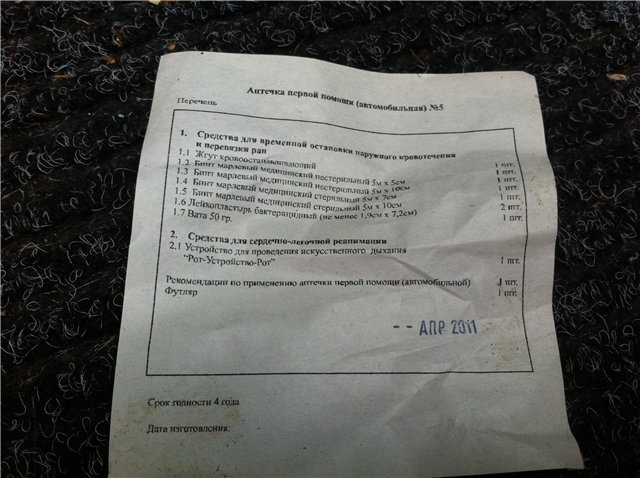 Аптечка первой помощи (автомобильная) №5
Перечень
1. Средства для временной остановки наружного кровотечения
и перевязки ран
1.1 Жгут кровоостанавливающий 1 шт.
1.2 Бинт марлевый медицинский нестерильный 5м х 5см 1 шт.
1.3 Бинт марлевый медицинский нестерильный 5м х 10см 1 шт.
1.4 Бинт марлевый медицинский стерильный 5м х 7см 1 шт.
1.5 Бинт марлевый медицинский стерильный 5м х 10см 1 шт.
1.6 Лейкопластырь бактерицидный (не менее 1,9см х 7,2см) 2 шт.
1.7 Вата 50 гр. 1 шт.
2. Средства для сердечно-легочной реанимации
2.1 Устройство для проведения искусственного дыхания
"Рот-Устройство-Рот" 1 шт.
Рекомендации по применению аптечки первой помощи (автомобильной) 1 шт.
Футляр 1 шт.
-- АПР 2011
Срок годности 4 года
Дата изготовления: